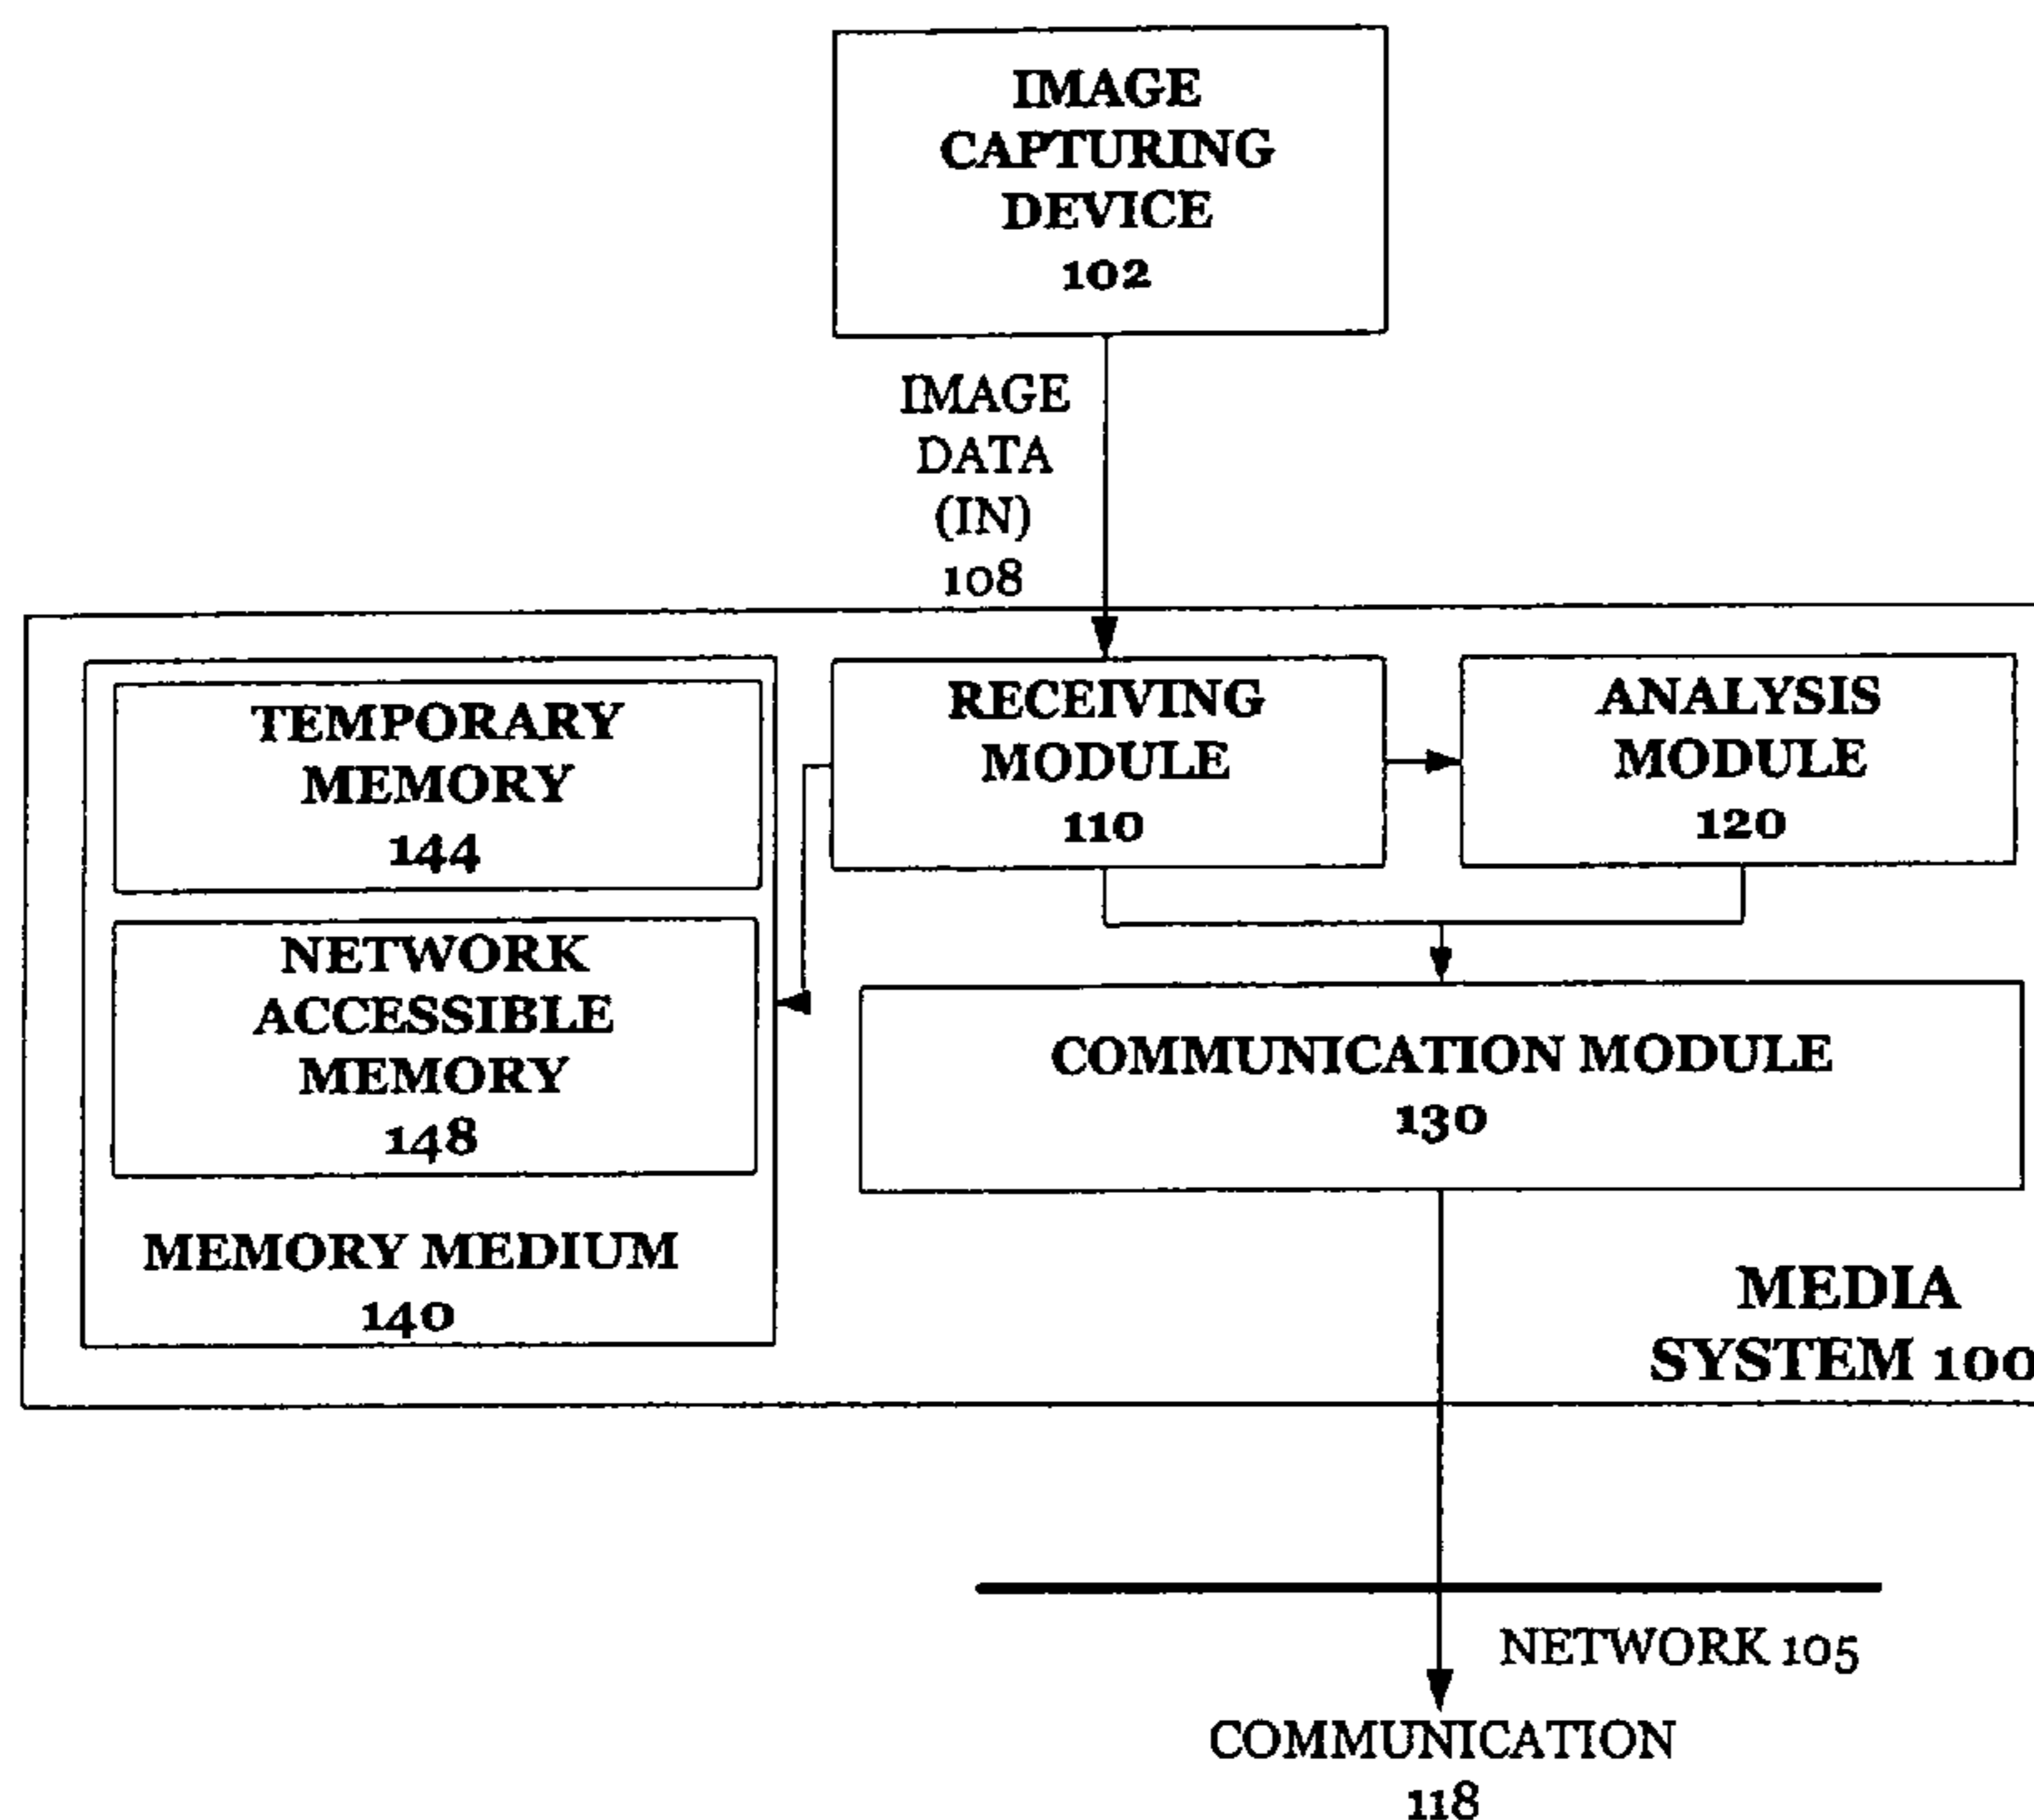 IMAGE
CAPTURING
DEVICE
102
IMAGE
DATA
(IN)
108
TEMPORARY
MEMORY
144
NETWORK
ACCESSIBLE
MEMORY
148
MEMORY MEDIUM
140
RECEIVING
MODULE
110
ANALYSIS
MODULE
120
COMMUNICATION MODULE
130
MEDIA
SYSTEM 100
NETWORK 105
COMMUNICATION
118